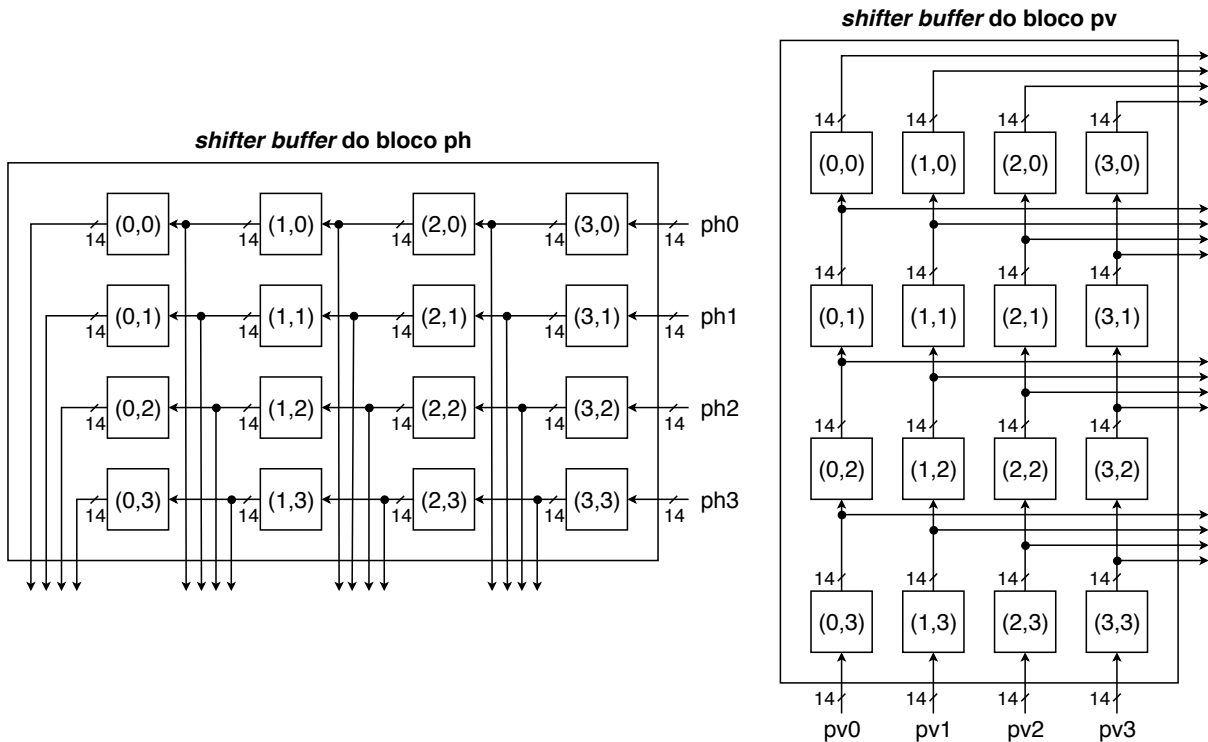 shifter buffer do bloco ph
(0,0) (1,0) (2,0) (3,0) ph0
14 14 14 14 14
(0,1) (1,1) (2,1) (3,1) ph1
14 14 14 14 14
(0,2) (1,2) (2,2) (3,2) ph2
14 14 14 14 14
(0,3) (1,3) (2,3) (3,3) ph3
14 14 14 14 14
shifter buffer do bloco pv
14 14 14 14
(0,0) (1,0) (2,0) (3,0)
14 14 14 14
(0,1) (1,1) (2,1) (3,1)
14 14 14 14
(0,2) (1,2) (2,2) (3,2)
14 14 14 14
(0,3) (1,3) (2,3) (3,3)
14 14 14 14
pv0 pv1 pv2 pv3